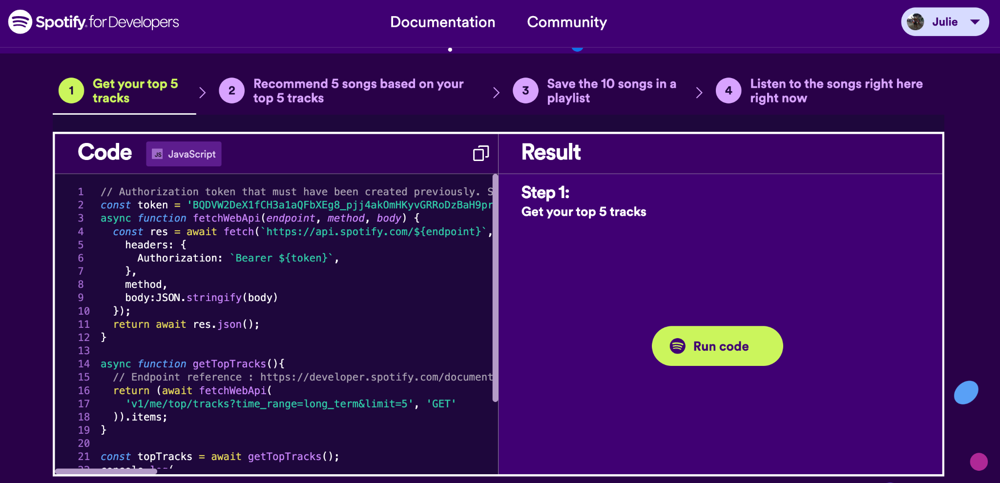 Spotify for Developers
Documentation
Community
Julie
1
Get your top 5
tracks
2
Recommend 5 songs based on your
top 5 tracks
3
Save the 10 songs in a
playlist
4
Listen to the songs right here
right now
Code
JS JavaScript
1 // Authorization token that must have been created previously. S
2 const token = 'BQDVW2DeX1fCH3a1aQFbXEg8_pjj4akOmHKyvGRRoDzBaH9pr
3 async function fetchWebApi(endpoint, method, body) {
4   const res = await fetch(`https://api.spotify.com/${endpoint}`,
5     headers: {
6       Authorization: `Bearer ${token}`,
7     },
8     method,
9     body:JSON.stringify(body)
10   });
11   return await res.json();
12 }
13
14 async function getTopTracks(){
15   // Endpoint reference : https://developer.spotify.com/document
16   return (await fetchWebApi(
17     'v1/me/top/tracks?time_range=long_term&limit=5', 'GET'
18   )).items;
19 }
20
21 const topTracks = await getTopTracks();
22 console.log(
Result
Step 1:
Get your top 5 tracks
Run code